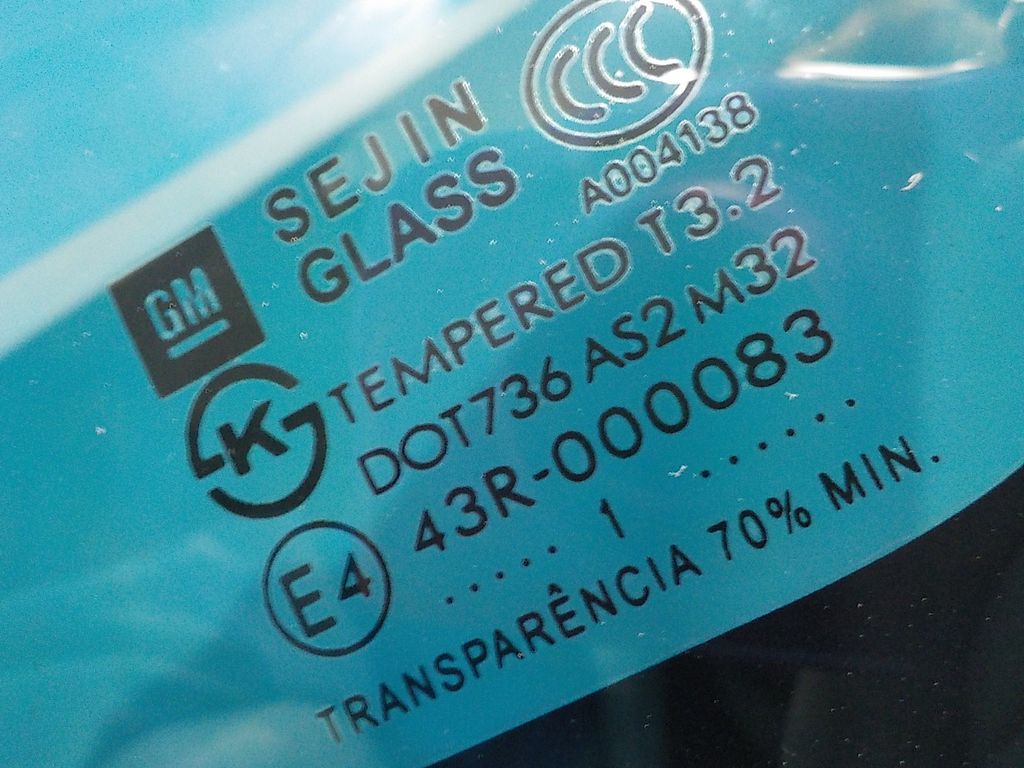 CCC
A004138
GM
SEJIN
GLASS
TEMPERED T3.2
K
DOT736 AS2 M32
E4
43R-000083
.... 1 ......
TRANSPARÊNCIA 70% MIN.